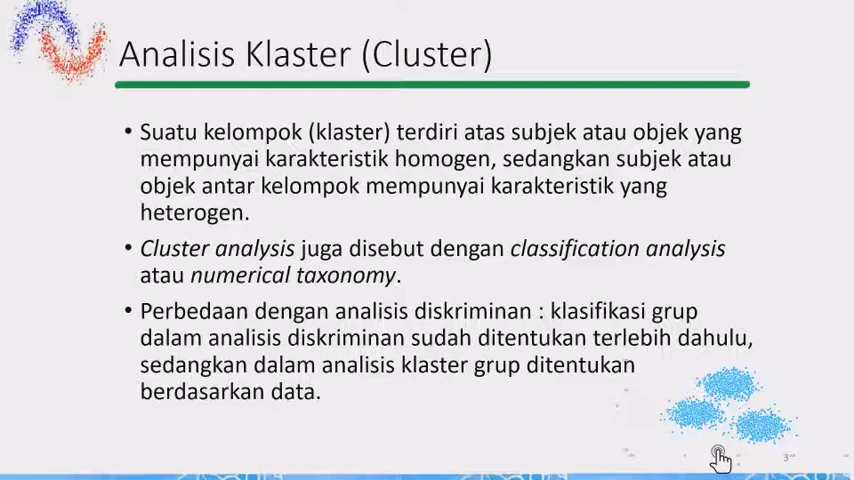 Analisis Klaster (Cluster)
• Suatu kelompok (klaster) terdiri atas subjek atau objek yang
mempunyai karakteristik homogen, sedangkan subjek atau
objek antar kelompok mempunyai karakteristik yang
heterogen.
• Cluster analysis juga disebut dengan classification analysis
atau numerical taxonomy.
• Perbedaan dengan analisis diskriminan : klasifikasi grup
dalam analisis diskriminan sudah ditentukan terlebih dahulu,
sedangkan dalam analisis klaster grup ditentukan
berdasarkan data.
3